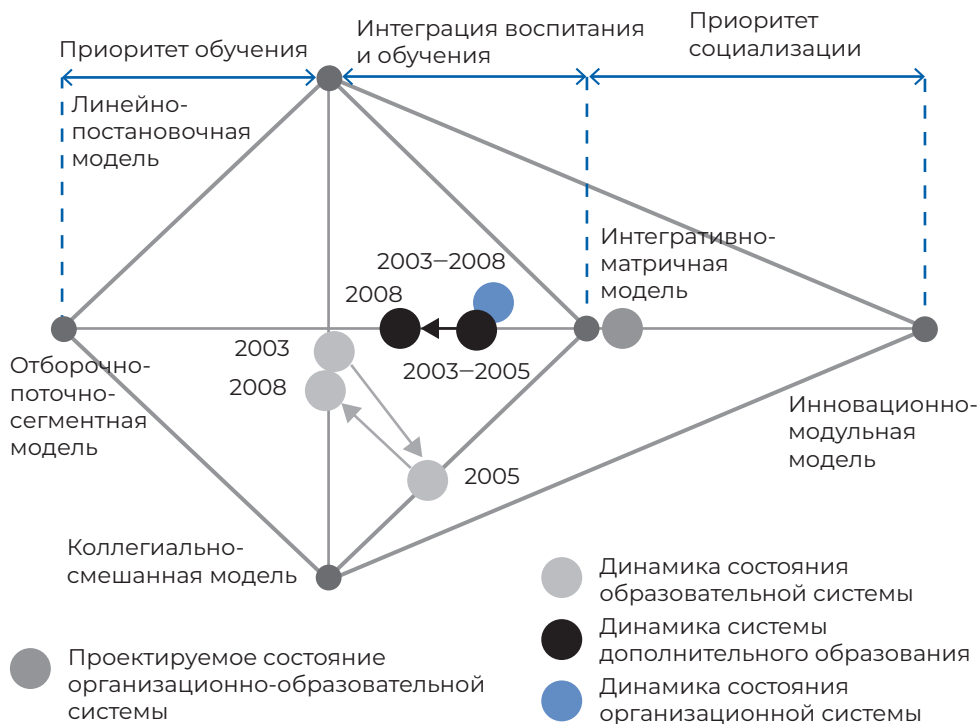 Приоритет обучения
Интеграция воспитания
и обучения
Приоритет
социализации
Линейно-
постановочная
модель
Интегративно-
матричная
модель
2003–2008
2008
2003–2005
2003
2008
2005
Отборочно-
поточно-
сегментная
модель
Инновационно-
модульная
модель
Коллегиально-
смешанная модель
Динамика состояния
образовательной системы
Динамика системы
дополнительного образования
Динамика состояния
организационной системы
Проектируемое состояние
организационно-образовательной
системы